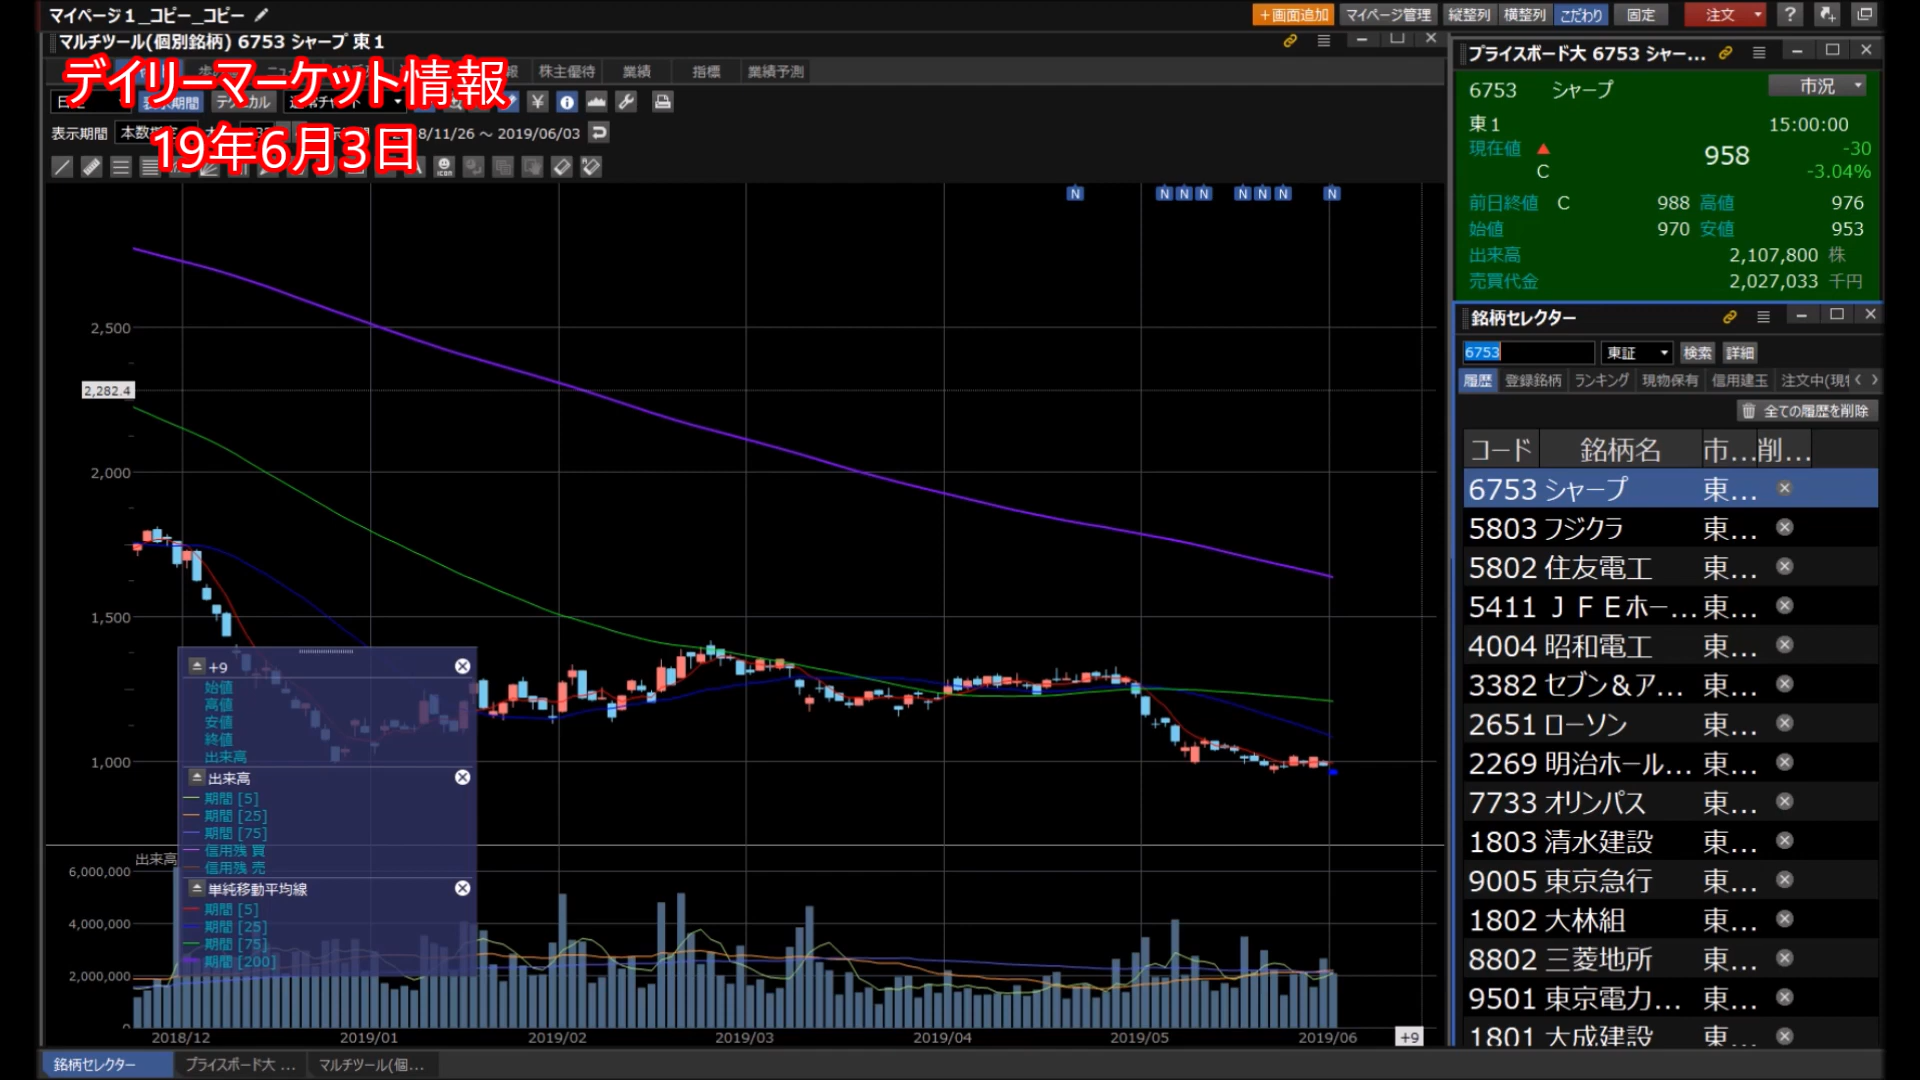 マイページ1_コピー_コピー
+画面追加 マイページ管理 縦整列 横整列 こだわり 固定 注文 ?
マルチツール(個別銘柄) 6753 シャープ 東1
デイリーマーケット情報
報 株主優待 業績 指標 業績予測
表示期間
表示期間
8/11/26 ~ 2019/06/03
19年6月3日
N N N N N N N N
2,500
2,282.4
2,000
1,500
1,000
+9
始値
高値
安値
終値
出来高
出来高
期間 [5]
期間 [25]
期間 [75]
信用残 買
信用残 売
単純移動平均線
期間 [5]
期間 [25]
期間 [75]
期間 [200]
出来高
6,000,000
4,000,000
2,000,000
0
2018/12 2019/01 2019/02 2019/03 2019/04 2019/05 2019/06 +9
銘柄セレクター プライスボード大 ... マルチツール(個...
プライスボード大 6753 シャー...
6753 シャープ 市況
東1 15:00:00
現在値 ▲ 958 -30
C -3.04%
前日終値 C 988 高値 976
始値 970 安値 953
出来高 2,107,800 株
売買代金 2,027,033 千円
銘柄セレクター
6753 東証 検索 詳細
履歴 登録銘柄 ランキング 現物保有 信用建玉 注文中(現
全ての履歴を削除
コード 銘柄名 市... 削...
6753 シャープ 東...
5803 フジクラ 東...
5802 住友電工 東...
5411 JFEホー... 東...
4004 昭和電工 東...
3382 セブン&ア... 東...
2651 ローソン 東...
2269 明治ホール... 東...
7733 オリンパス 東...
1803 清水建設 東...
9005 東京急行 東...
1802 大林組 東...
8802 三菱地所 東...
9501 東京電力... 東...
1801 大成建設 東...